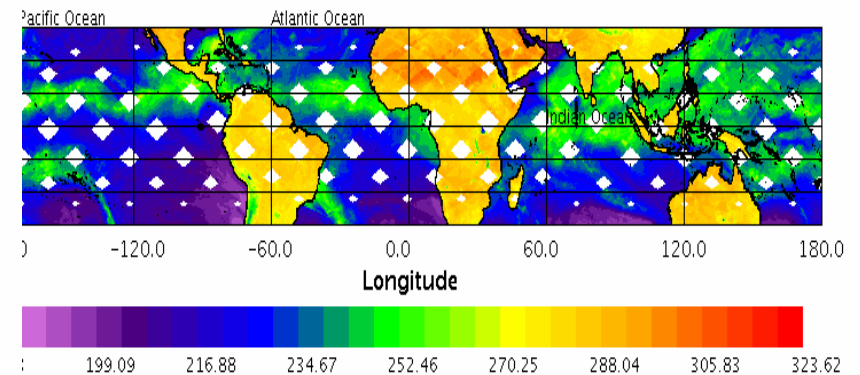 Pacific Ocean Atlantic Ocean
Indian Ocean
-120.0 -60.0 0.0 60.0 120.0 180.0
Longitude
199.09 216.88 234.67 252.46 270.25 288.04 305.83 323.62